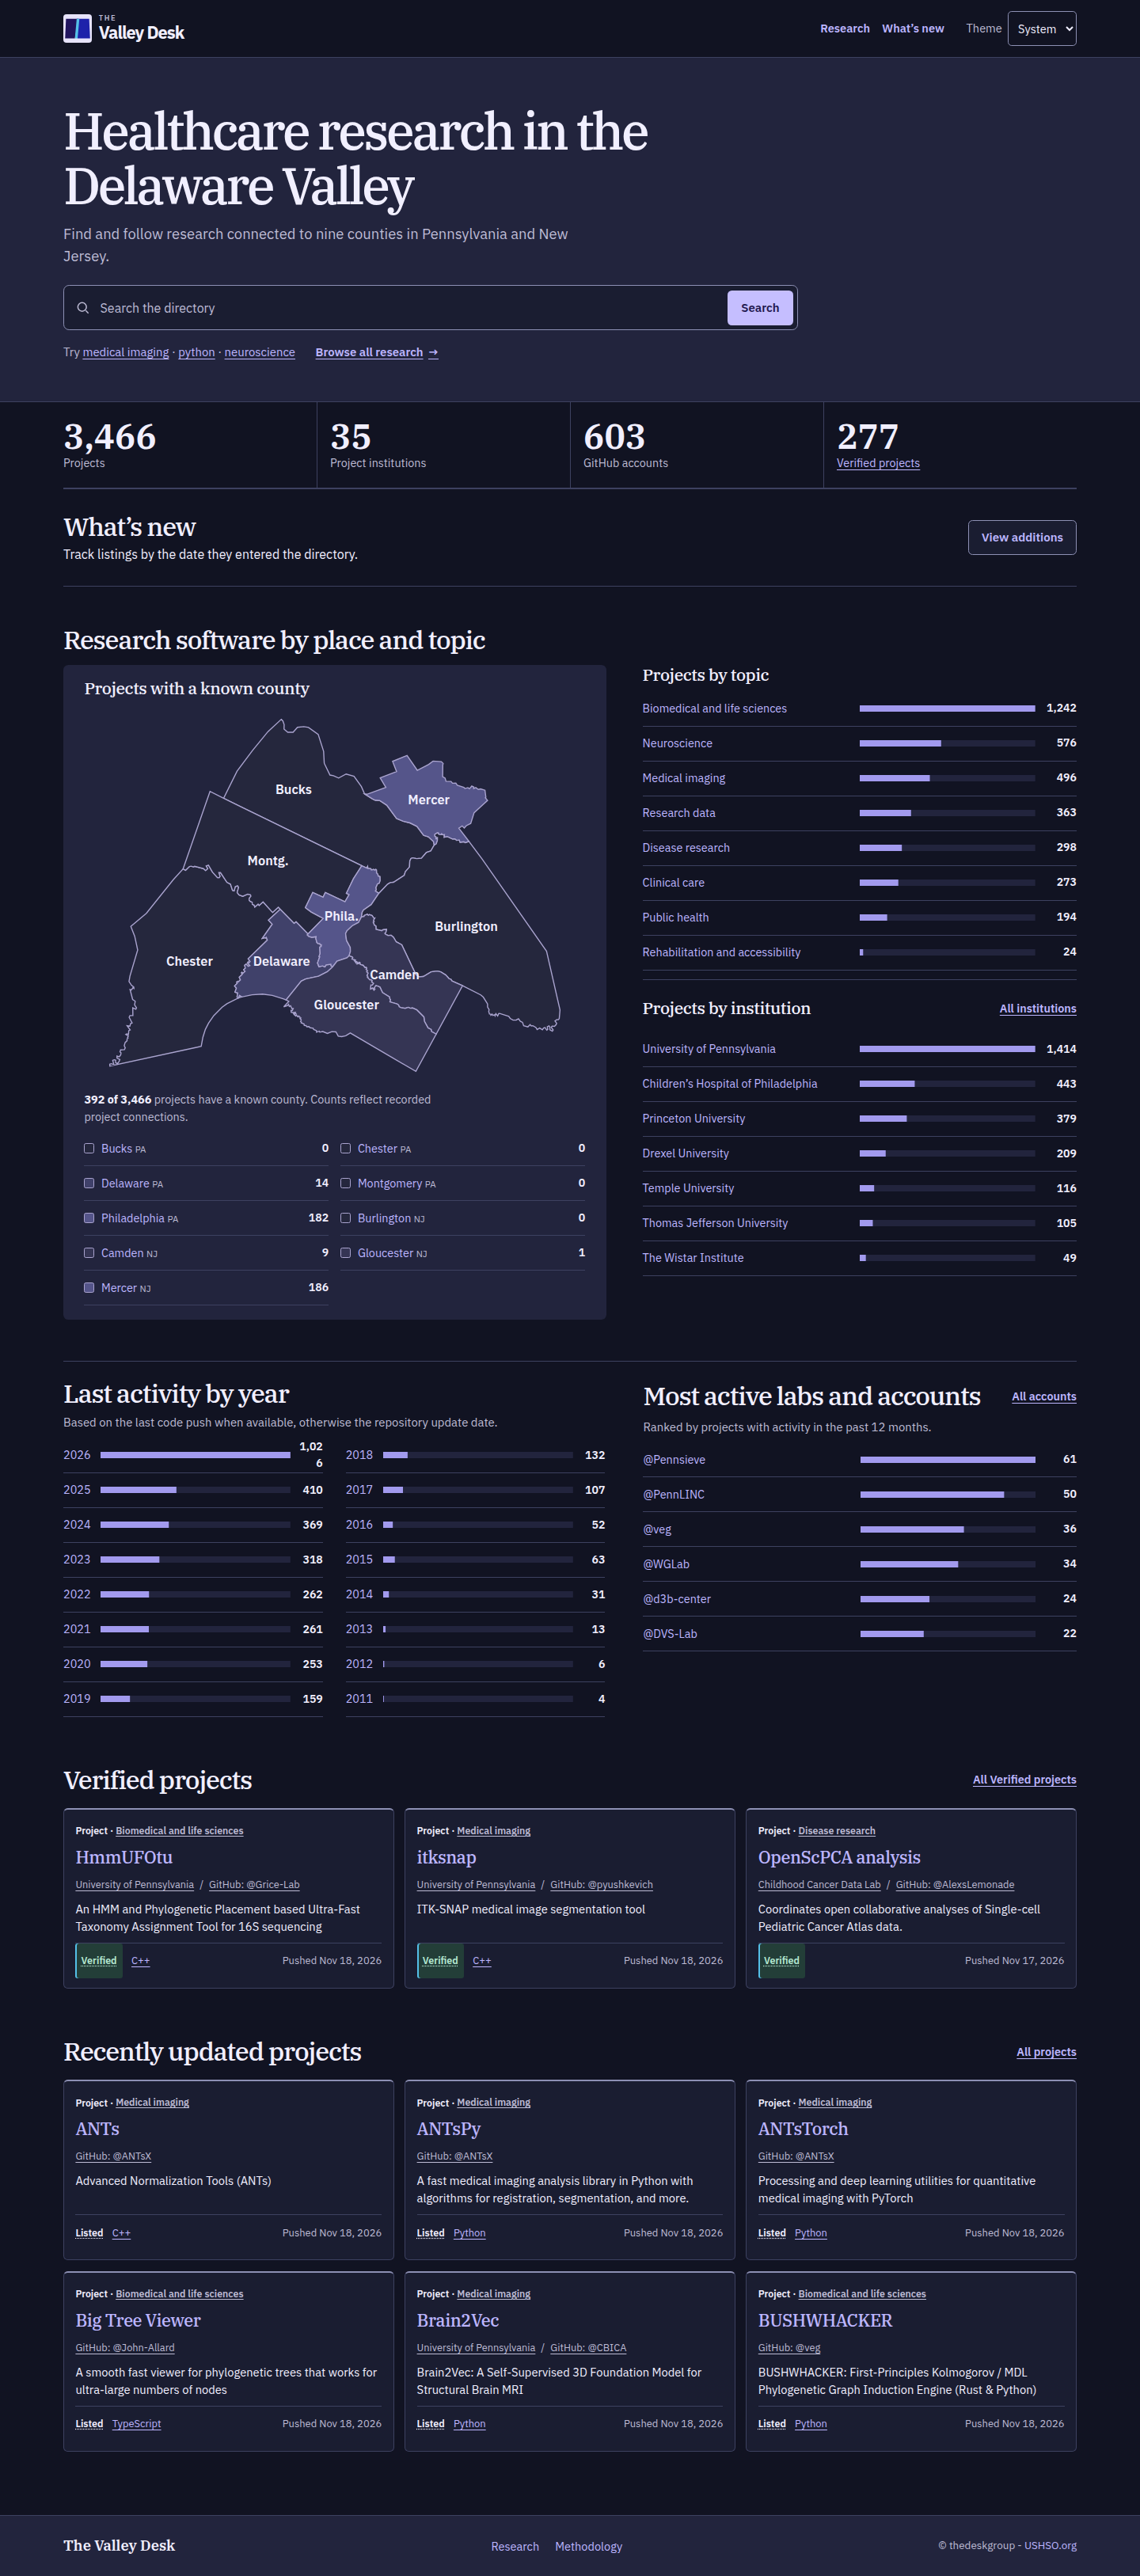 THE
Valley Desk
Research
What's new
Theme
System
Healthcare research in the
Delaware Valley
Find and follow research connected to nine counties in Pennsylvania and New
Jersey.
Search the directory
Search
Try medical imaging · python · neuroscience
Browse all research →
3,466
Projects
35
Project institutions
603
GitHub accounts
277
Verified projects
What's new
Track listings by the date they entered the directory.
View additions
Research software by place and topic
Projects with a known county
Bucks
Mercer
Montg.
Phila.
Burlington
Chester
Delaware
Camden
Gloucester
392 of 3,466 projects have a known county. Counts reflect recorded
project connections.
Bucks PA 0
Chester PA 0
Delaware PA 14
Montgomery PA 0
Philadelphia PA 182
Burlington NJ 0
Camden NJ 9
Gloucester NJ 1
Mercer NJ 186
Projects by topic
Biomedical and life sciences 1,242
Neuroscience 576
Medical imaging 496
Research data 363
Disease research 298
Clinical care 273
Public health 194
Rehabilitation and accessibility 24
Projects by institution
All institutions
University of Pennsylvania 1,414
Children's Hospital of Philadelphia 443
Princeton University 379
Drexel University 209
Temple University 116
Thomas Jefferson University 105
The Wistar Institute 49
Last activity by year
Based on the last code push when available, otherwise the repository update date.
2026 1,02
6
2025 410
2024 369
2023 318
2022 262
2021 261
2020 253
2019 159
2018 132
2017 107
2016 52
2015 63
2014 31
2013 13
2012 6
2011 4
Most active labs and accounts
All accounts
Ranked by projects with activity in the past 12 months.
@Pennsieve 61
@PennLINC 50
@veg 36
@WGLab 34
@d3b-center 24
@DVS-Lab 22
Verified projects
All Verified projects
Project · Biomedical and life sciences
HmmUFOtu
University of Pennsylvania / GitHub: @Grice-Lab
An HMM and Phylogenetic Placement based Ultra-Fast
Taxonomy Assignment Tool for 16S sequencing
Verified C++ Pushed Nov 18, 2026
Project · Medical imaging
itksnap
University of Pennsylvania / GitHub: @pyushkevich
ITK-SNAP medical image segmentation tool
Verified C++ Pushed Nov 18, 2026
Project · Disease research
OpenScPCA analysis
Childhood Cancer Data Lab / GitHub: @AlexsLemonade
Coordinates open collaborative analyses of Single-cell
Pediatric Cancer Atlas data.
Verified Pushed Nov 17, 2026
Recently updated projects
All projects
Project · Medical imaging
ANTs
GitHub: @ANTsX
Advanced Normalization Tools (ANTs)
Listed C++ Pushed Nov 18, 2026
Project · Medical imaging
ANTsPy
GitHub: @ANTsX
A fast medical imaging analysis library in Python with
algorithms for registration, segmentation, and more.
Listed Python Pushed Nov 18, 2026
Project · Medical imaging
ANTsTorch
GitHub: @ANTsX
Processing and deep learning utilities for quantitative
medical imaging with PyTorch
Listed Python Pushed Nov 18, 2026
Project · Biomedical and life sciences
Big Tree Viewer
GitHub: @John-Allard
A smooth fast viewer for phylogenetic trees that works for
ultra-large numbers of nodes
Listed TypeScript Pushed Nov 18, 2026
Project · Medical imaging
Brain2Vec
University of Pennsylvania / GitHub: @CBICA
Brain2Vec: A Self-Supervised 3D Foundation Model for
Structural Brain MRI
Listed Python Pushed Nov 18, 2026
Project · Biomedical and life sciences
BUSHWHACKER
GitHub: @veg
BUSHWHACKER: First-Principles Kolmogorov / MDL
Phylogenetic Graph Induction Engine (Rust & Python)
Listed Python Pushed Nov 18, 2026
The Valley Desk
Research
Methodology
© thedeskgroup - USHSO.org